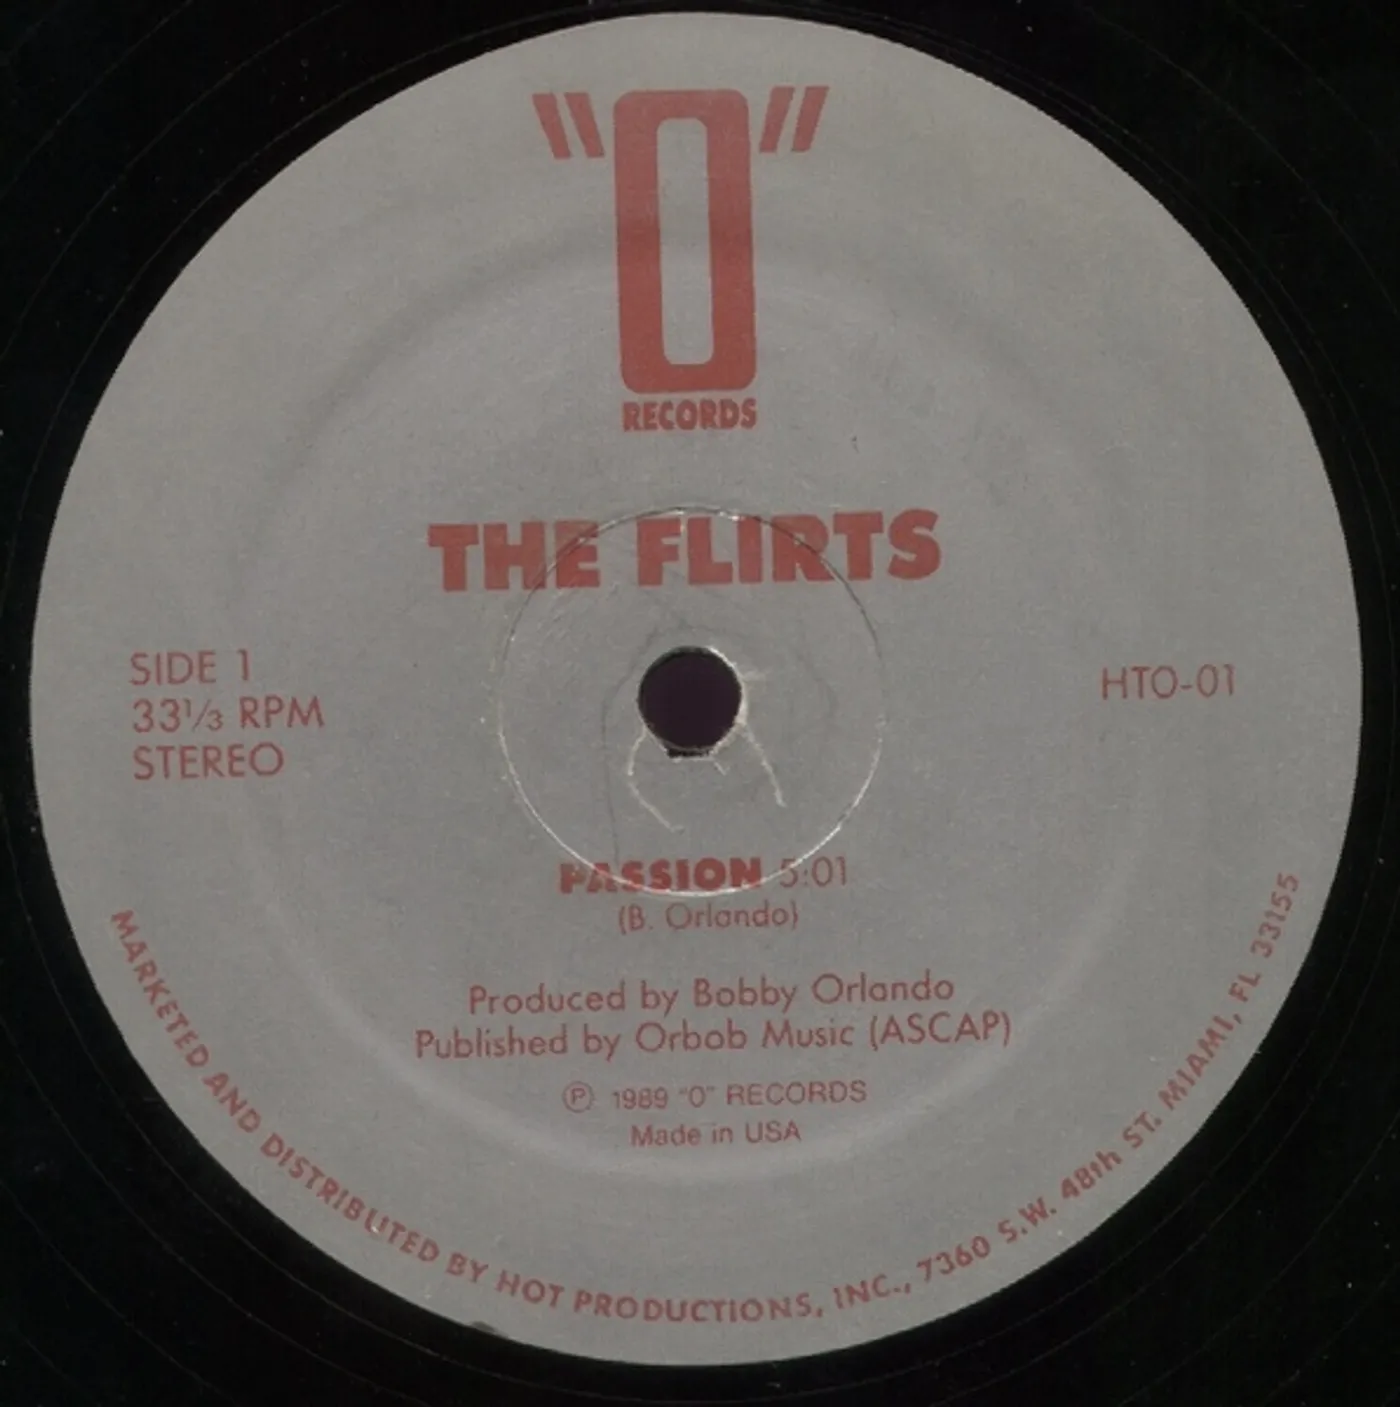 "O"
RECORDS
THE FLIRTS
SIDE 1
33⅓ RPM
STEREO
HTO-01
PASSION 5:01
(B. Orlando)
Produced by Bobby Orlando
Published by Orbob Music (ASCAP)
Ⓟ 1989 "O" RECORDS
Made in USA
MARKETED AND DISTRIBUTED BY HOT PRODUCTIONS, INC., 7360 S.W. 48th ST. MIAMI, FL 33155